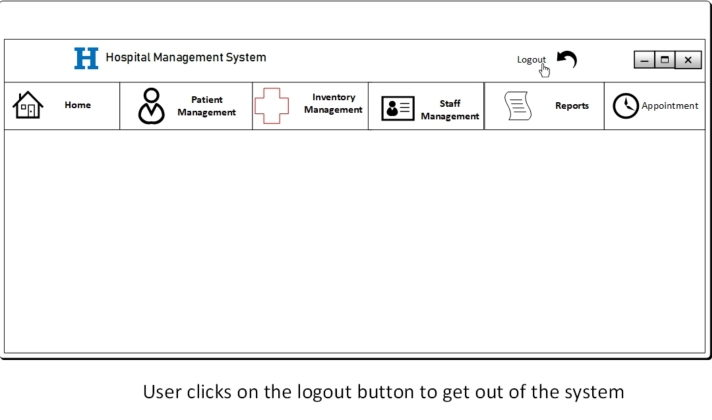 H Hospital Management System
Logout
Home
Patient
Management
Inventory
Management
Staff
Management
Reports
Appointment
User clicks on the logout button to get out of the system